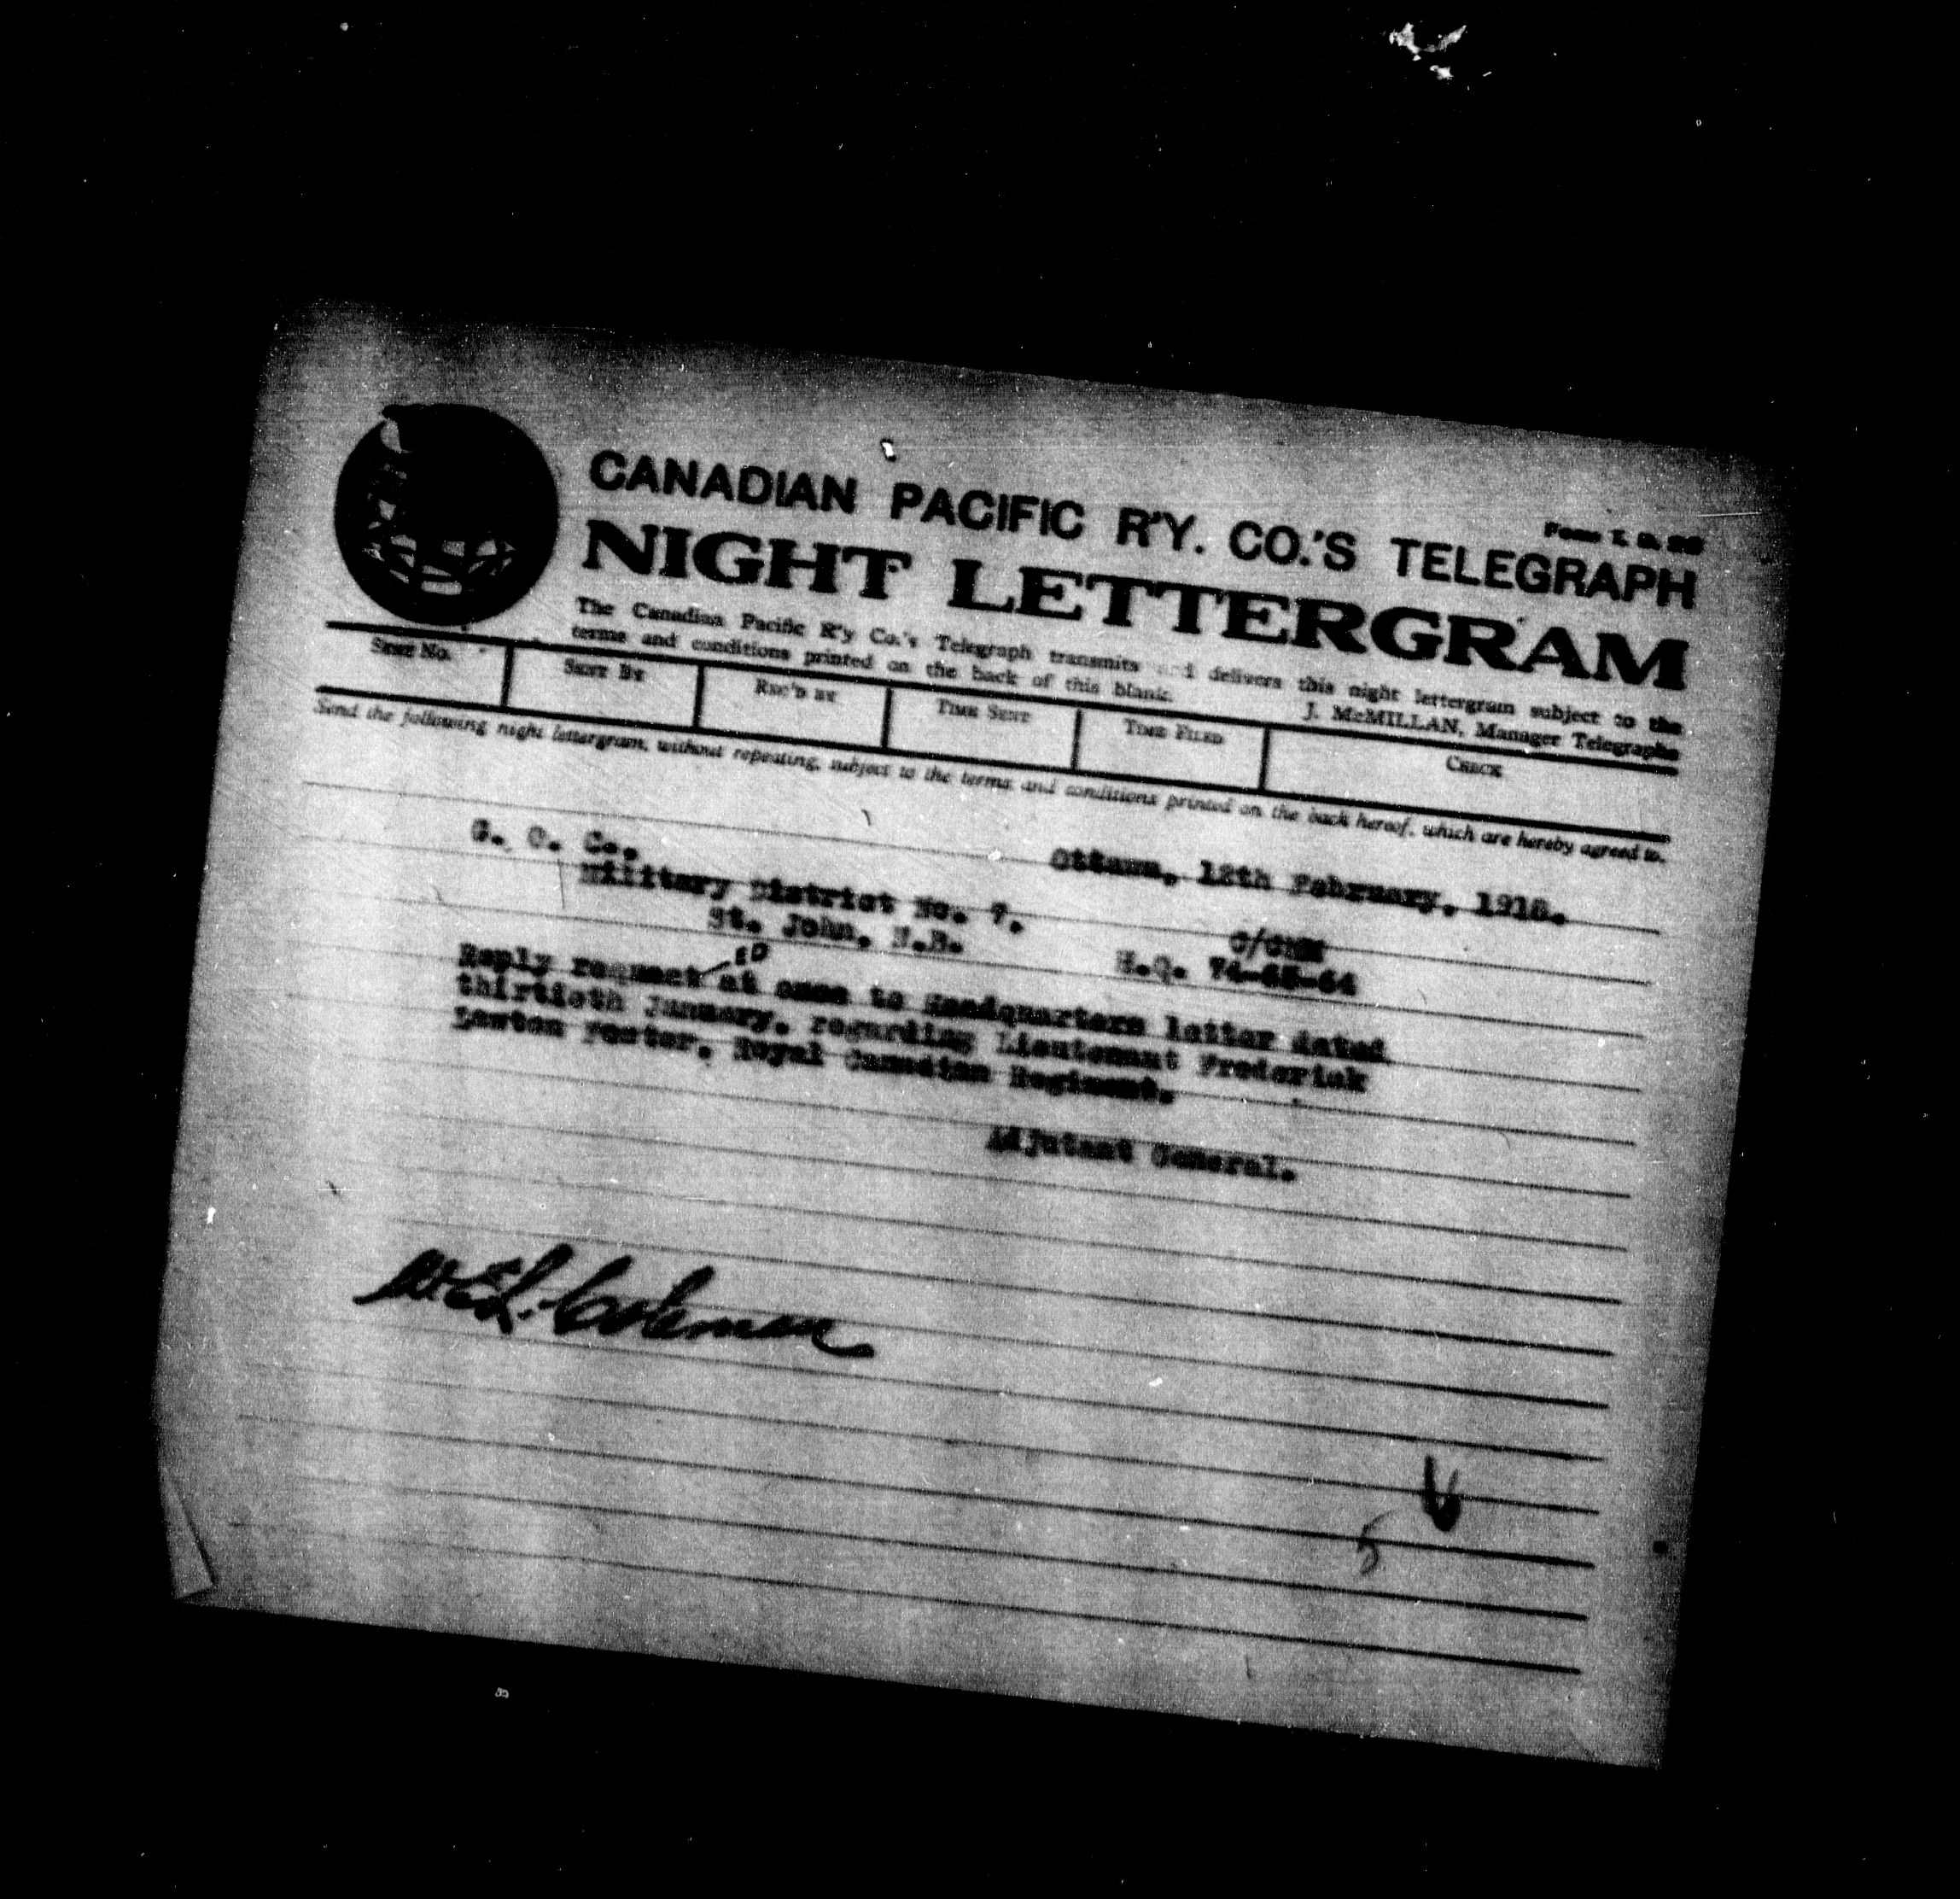 CANADIAN PACIFIC R'Y. CO.'S TELEGRAPH
NIGHT LETTERGRAM
The Canadian Pacific R'y Co.'s Telegraph transmits and delivers this night lettergram subject to the
terms and conditions printed on the back of this blank.
J. McMILLAN, Manager Telegraphs
SENT No. SENT BY REC'D BY TIME SENT TIME FILED CHECK
Send the following night lettergram, without repeating, subject to the terms and conditions printed on the back hereof, which are hereby agreed to.
Ottawa, 12th February, 1918.
G. O. C.,
Military District No. 7.
St. John, N.B.
H.Q. 74-65-64
Reply request ed at once to Headquarters letter dated
thirtieth January, regarding Lieutenant Frederick
Lawton Foster, Royal Canadian Regiment.
Adjutant General.
W.E.L. Coleman
5